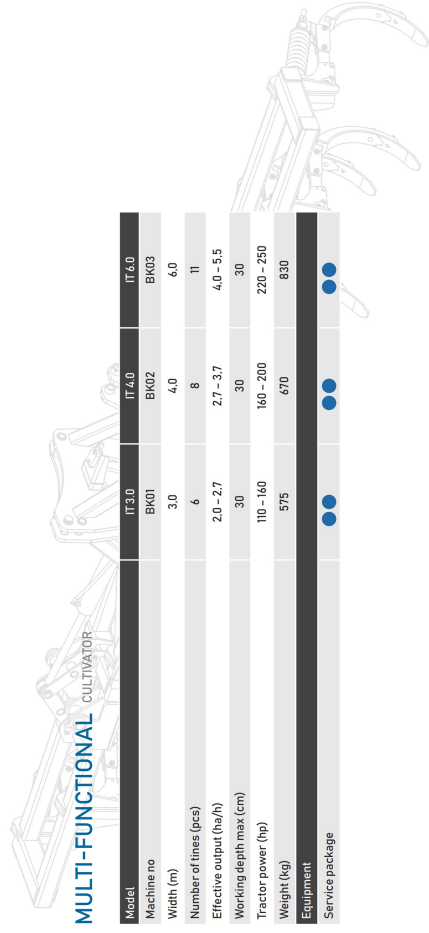 MULTI-FUNCTIONAL CULTIVATOR
Model IT 3.0 IT 4.0 IT 6.0
Machine no BK01 BK02 BK03
Width (m) 3.0 4.0 6.0
Number of tines (pcs) 6 8 11
Effective output (ha/h) 2.0 – 2.7 2.7 – 3.7 4.0 – 5.5
Working depth max (cm) 30 30 30
Tractor power (hp) 110 – 160 160 – 200 220 – 250
Weight (kg) 575 670 830
Equipment
Service package